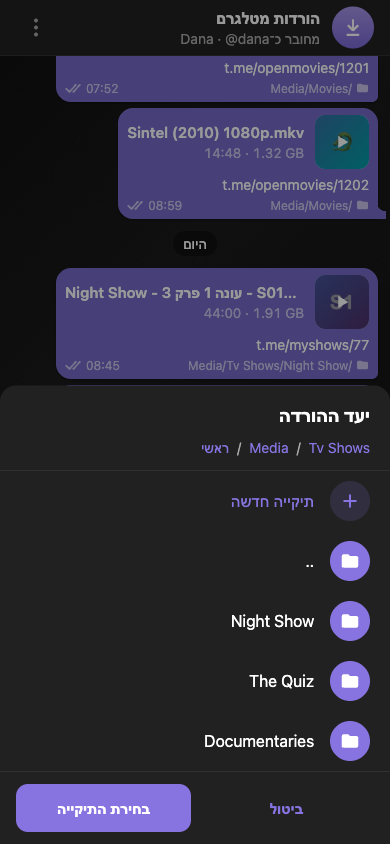 הורדות מטלגרם
מחובר כ־@dana · Dana
t.me/openmovies/1201
Media/Movies/
07:52
Sintel (2010) 1080p.mkv
14:48 · 1.32 GB
t.me/openmovies/1202
Media/Movies/
08:59
היום
Night Show - עונה 1 פרק 3 - S01...
44:00 · 1.91 GB
t.me/myshows/77
Media/Tv Shows/Night Show/
08:45
יעד ההורדה
ראשי / Media / Tv Shows
תיקייה חדשה
..
Night Show
The Quiz
Documentaries
ביטול
בחירת התיקייה